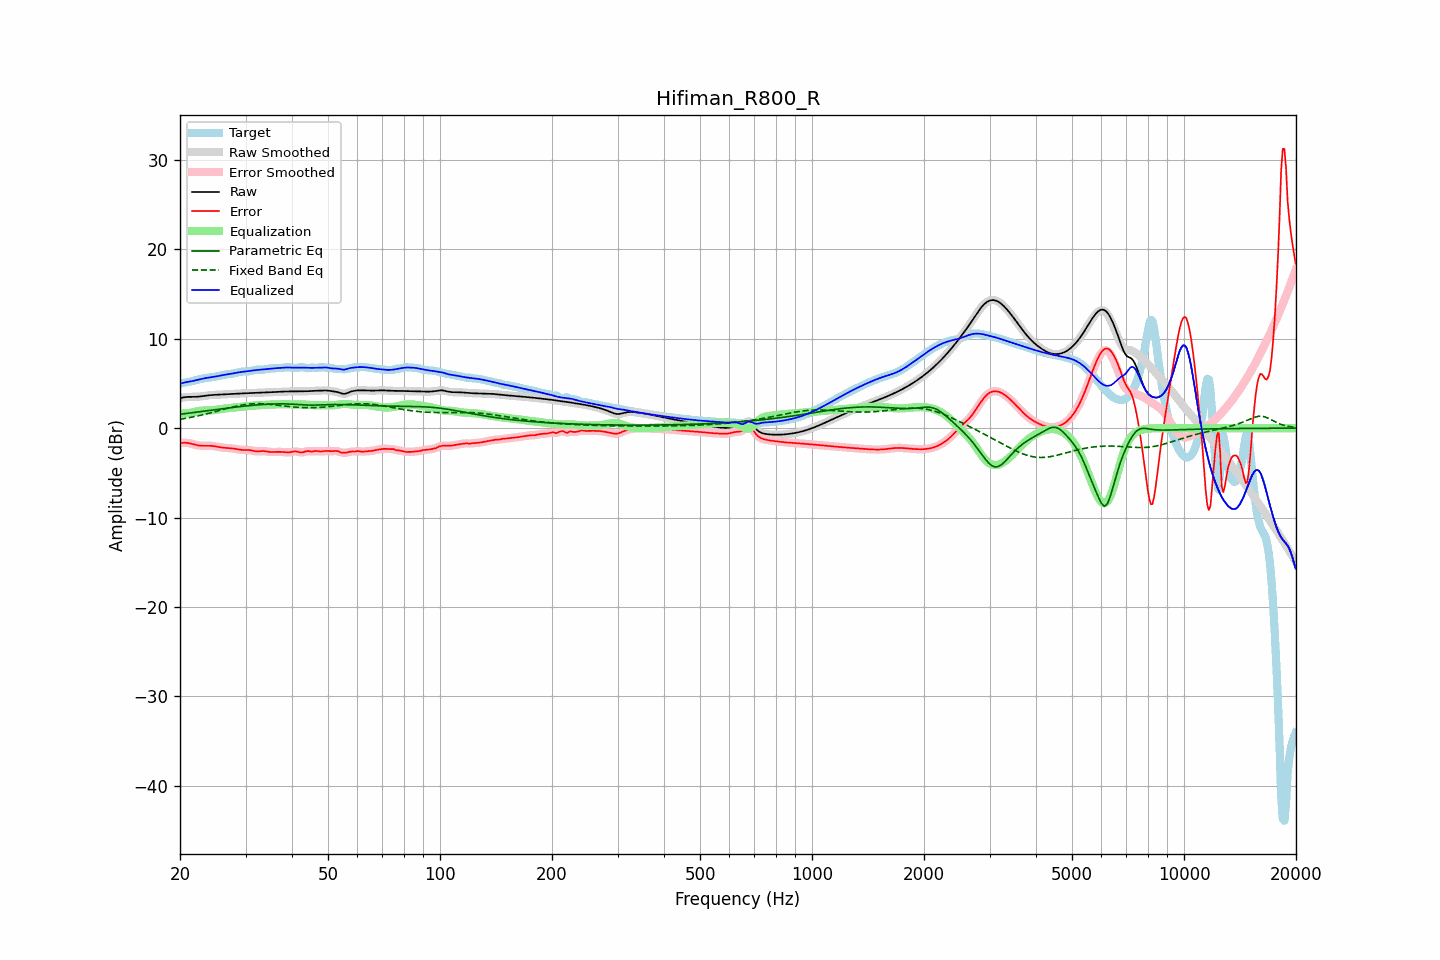 Hifiman_R800_R
Target
Raw Smoothed
Error Smoothed
Raw
Error
Equalization
Parametric Eq
Fixed Band Eq
Equalized
30
20
10
0
−10
−20
−30
−40
Amplitude (dBr)
20
50
100
200
500
1000
2000
5000
10000
20000
Frequency (Hz)